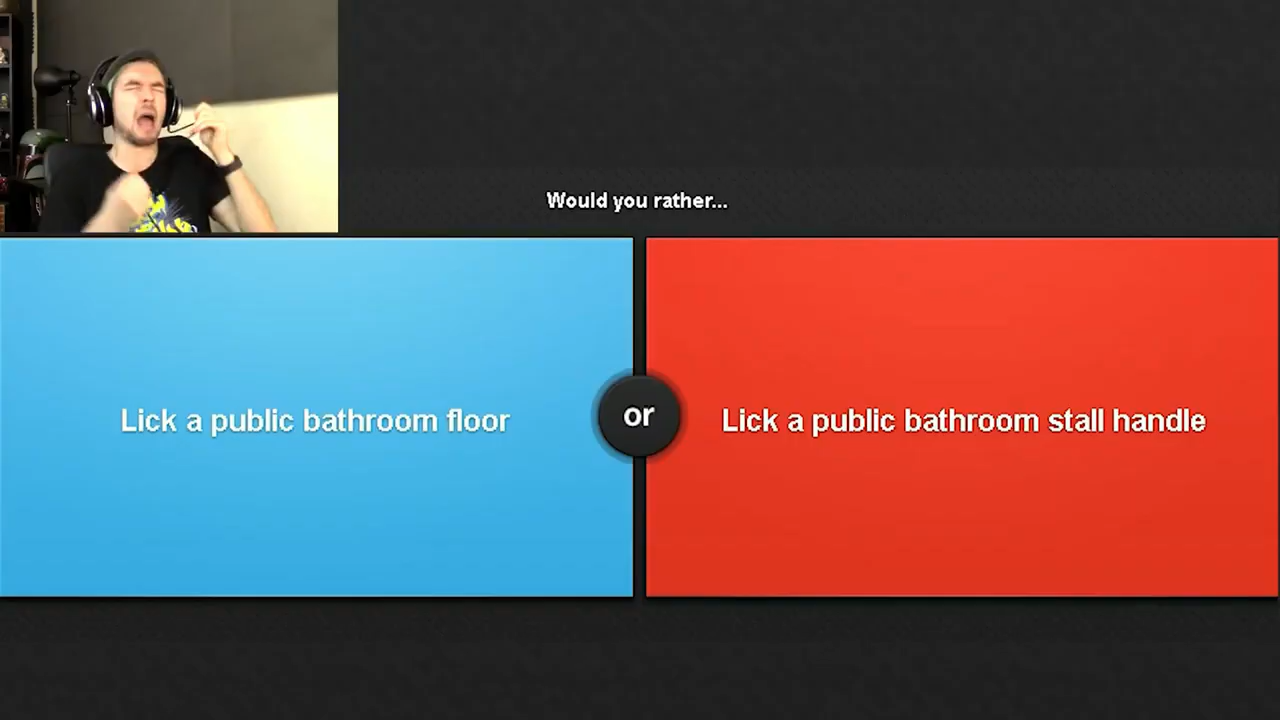 Would you rather...
Lick a public bathroom floor
or
Lick a public bathroom stall handle